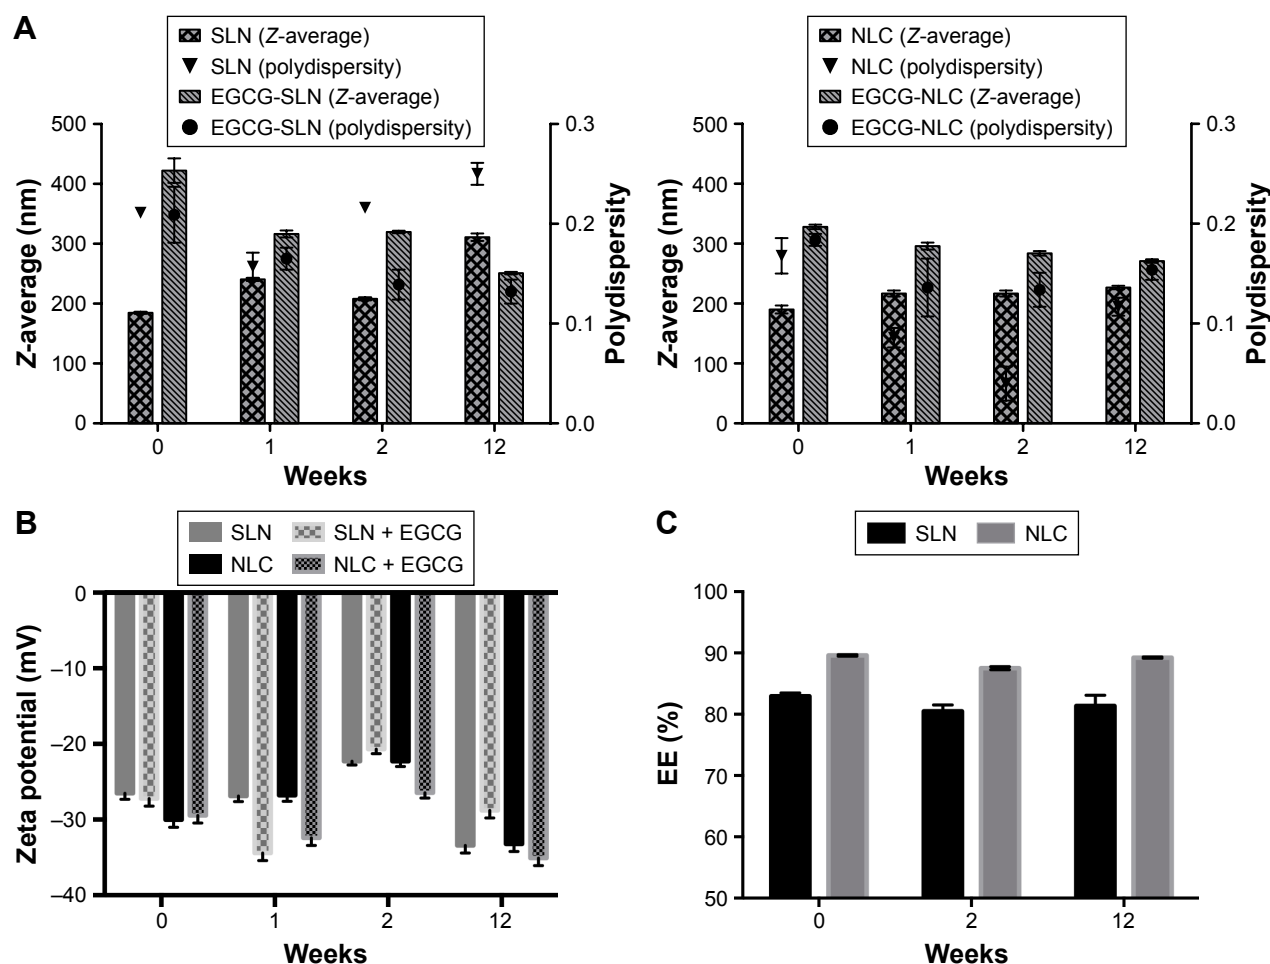 A
SLN (Z-average)
SLN (polydispersity)
EGCG-SLN (Z-average)
EGCG-SLN (polydispersity)
500
400
300
200
100
0
Z-average (nm)
0.3
0.2
0.1
0.0
Polydispersity
0 1 2 12
Weeks
NLC (Z-average)
NLC (polydispersity)
EGCG-NLC (Z-average)
EGCG-NLC (polydispersity)
500
400
300
200
100
0
Z-average (nm)
0.3
0.2
0.1
0.0
Polydispersity
0 1 2 12
Weeks
B
SLN SLN + EGCG
NLC NLC + EGCG
0
–10
–20
–30
–40
Zeta potential (mV)
0 1 2 12
Weeks
C
SLN NLC
100
90
80
70
60
50
EE (%)
0 2 12
Weeks